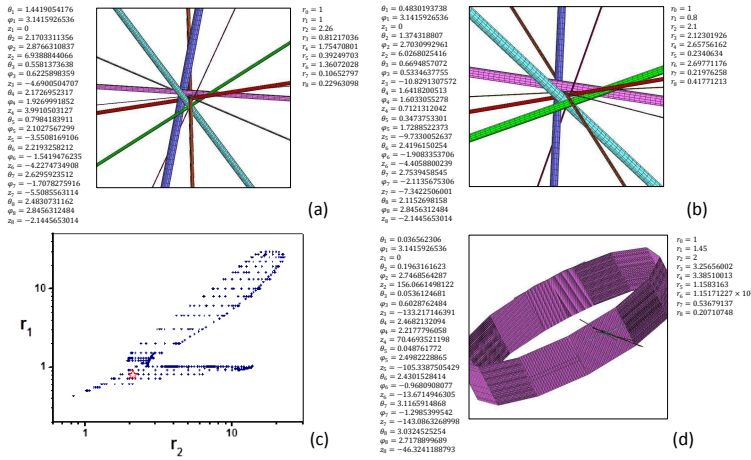 θ₁ = 1.4419054176
φ₁ = 3.1415926536
z₁ = 0
θ₂ = 2.1703311356
φ₂ = 2.8766310837
z₂ = 6.9388844066
θ₃ = 0.5581373638
φ₃ = 0.6225898359
z₃ = -4.6900504707
θ₄ = 2.1726952317
φ₄ = 1.9269991852
z₄ = 3.9910503127
θ₅ = 0.7984183911
φ₅ = 2.1027567299
z₅ = -3.5508169106
θ₆ = 2.2193258212
φ₆ = -1.5419476235
z₆ = -4.2274734908
θ₇ = 2.6295923512
φ₇ = -1.7078275916
z₇ = -5.5085563114
θ₈ = 2.4830731162
φ₈ = 2.8456312484
z₈ = -2.1445653014
r₀ = 1
r₁ = 1
r₂ = 2.26
r₃ = 0.81217036
r₄ = 1.75470801
r₅ = 0.39249703
r₆ = 1.36072028
r₇ = 0.10652797
r₈ = 0.22963098
(a)
θ₁ = 0.4830193738
φ₁ = 3.1415926536
z₁ = 0
θ₂ = 1.374318807
φ₂ = 2.7030992961
z₂ = 6.0268025416
θ₃ = 0.6694857072
φ₃ = 0.5334637755
z₃ = -10.8291307572
θ₄ = 1.6418200513
φ₄ = 1.6033055278
z₄ = 0.7121312042
θ₅ = 0.3473753301
φ₅ = 1.7288522373
z₅ = -9.7330052637
θ₆ = 2.4196150254
φ₆ = -1.9083353706
z₆ = -4.4058800239
θ₇ = 2.7539458545
φ₇ = -2.1135675306
z₇ = -7.3422506001
θ₈ = 2.1152698158
φ₈ = 2.8456312484
z₈ = -2.1445653014
r₀ = 1
r₁ = 0.8
r₂ = 2.1
r₃ = 2.12301926
r₄ = 2.65756162
r₅ = 0.2340634
r₆ = 2.69771176
r₇ = 0.21976258
r₈ = 0.41771213
(b)
10
r₁
1
1
10
r₂
(c)
θ₁ = 0.036562306
φ₁ = 3.1415926536
z₁ = 0
θ₂ = 0.1963161623
φ₂ = 2.7468564287
z₂ = 156.0661498122
θ₃ = 0.0536124681
φ₃ = 0.6028762484
z₃ = -133.217146391
θ₄ = 2.4682132094
φ₄ = 2.2177796058
z₄ = 70.4693521198
θ₅ = 0.048761772
φ₅ = 2.4982228865
z₅ = -105.3387505429
θ₆ = 2.4301528414
φ₆ = -0.9680908077
z₆ = -13.6714946305
θ₇ = 3.1165914868
φ₇ = -1.2985399542
z₇ = -143.0863268998
θ₈ = 3.0324525254
φ₈ = 2.7178899689
z₈ = -46.3241188793
r₀ = 1
r₁ = 1.45
r₂ = 2
r₃ = 3.25656002
r₄ = 3.38510013
r₅ = 1.1583163
r₆ = 1.15171227 × 10
r₇ = 0.53679137
r₈ = 0.20710748
(d)